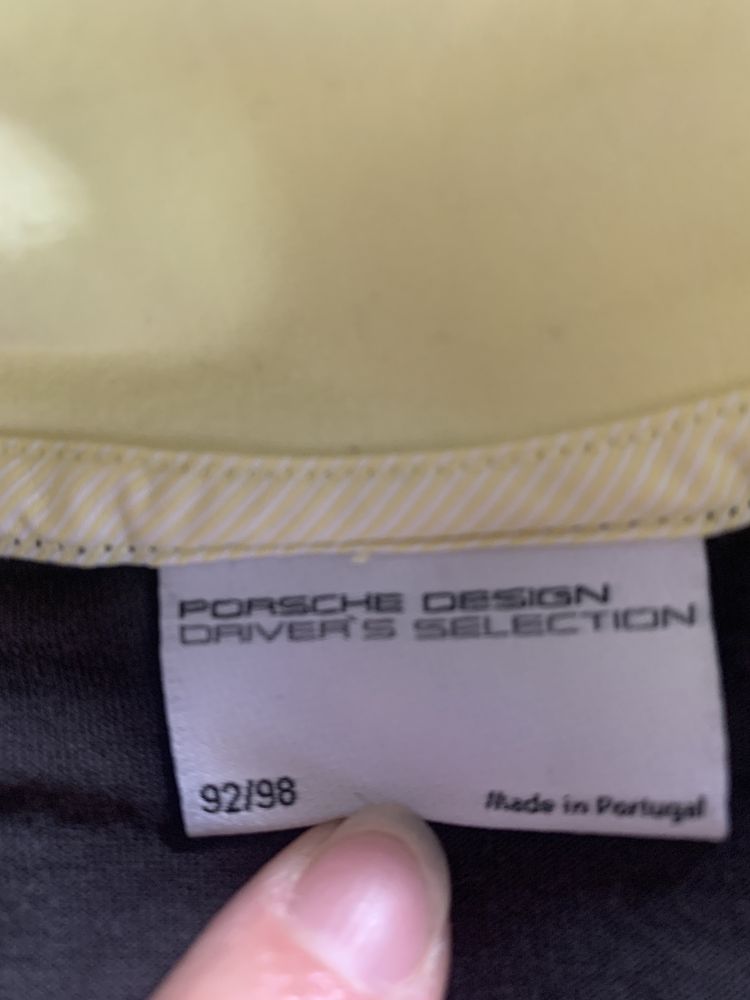 PORSCHE DESIGN
DRIVER'S SELECTION
92/98 Made in Portugal